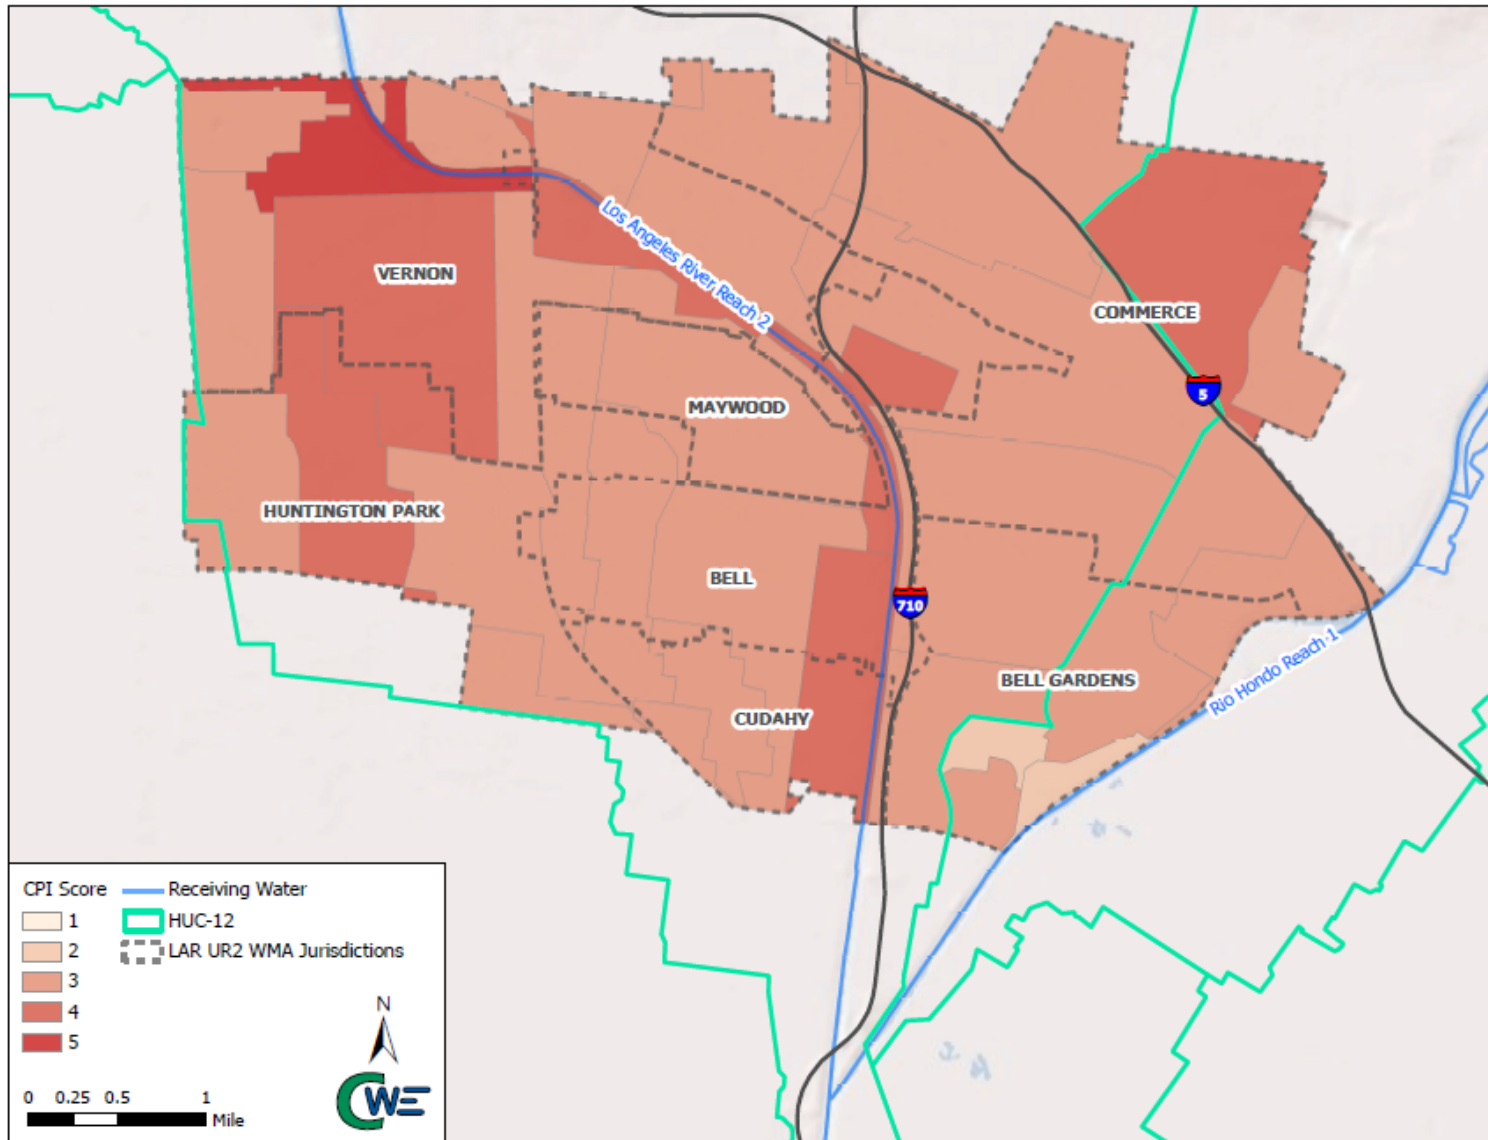 Los Angeles River Reach 2
VERNON
COMMERCE
5
MAYWOOD
HUNTINGTON PARK
BELL
710
BELL GARDENS
Rio Hondo Reach 1
CUDAHY
CPI Score
1
2
3
4
5
Receiving Water
HUC-12
LAR UR2 WMA Jurisdictions
N
0 0.25 0.5 1
Mile
CWE